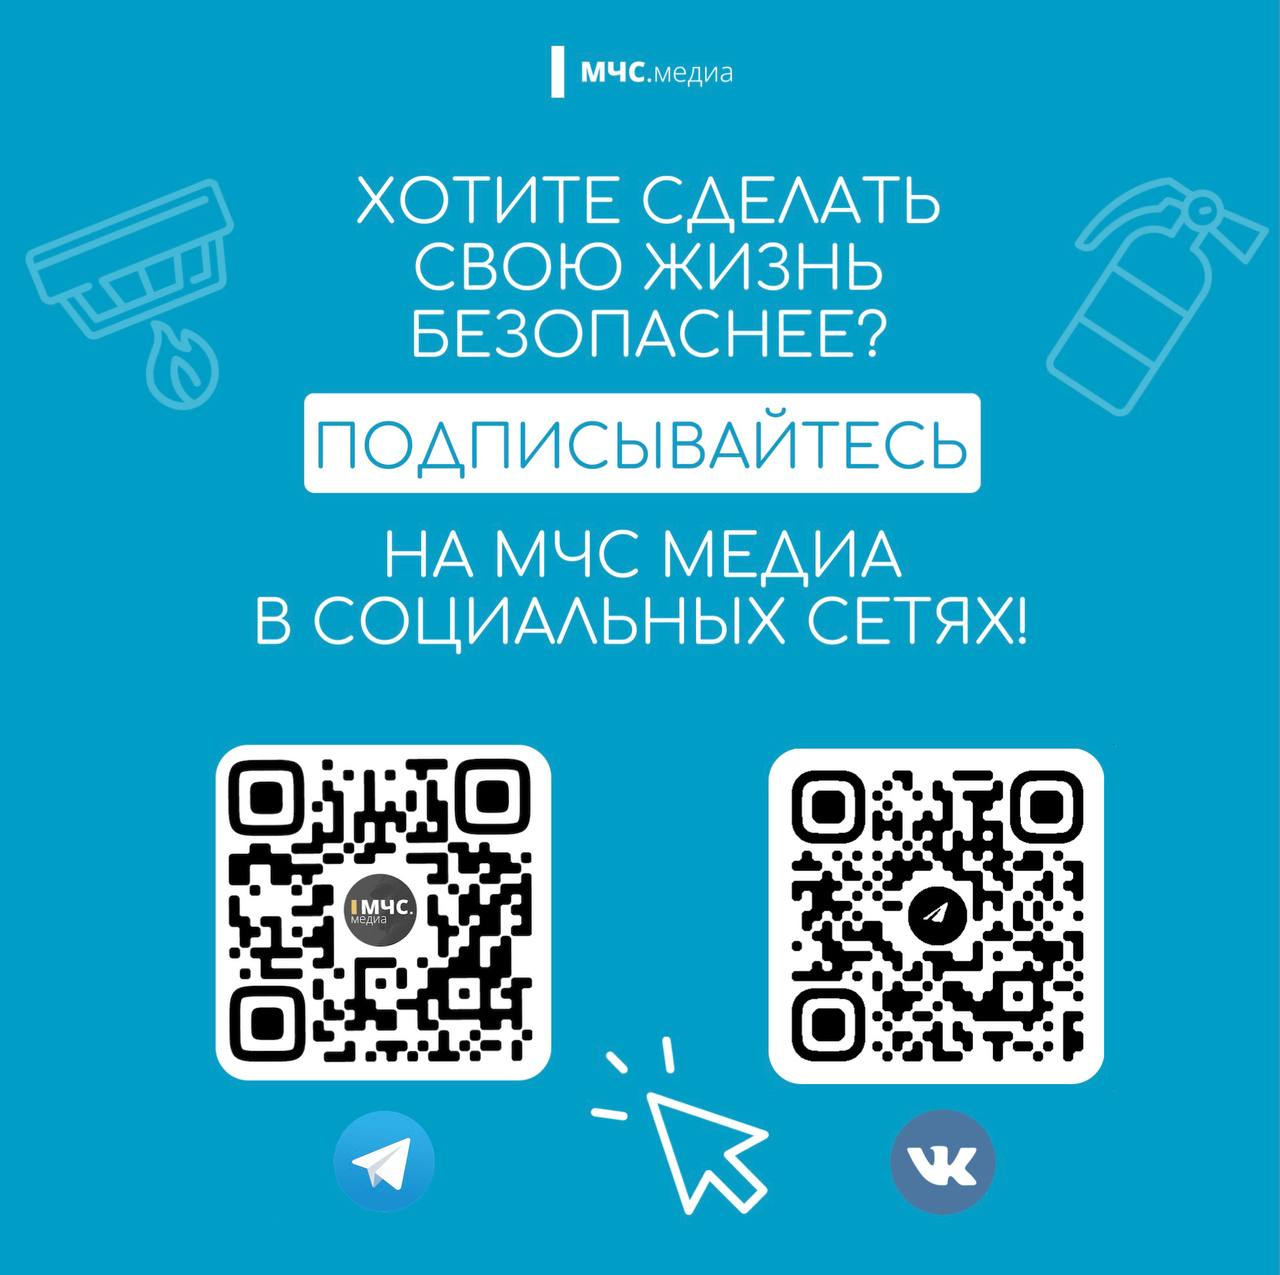 МЧС.медиа
ХОТИТЕ СДЕЛАТЬ
СВОЮ ЖИЗНЬ
БЕЗОПАСНЕЕ?
ПОДПИСЫВАЙТЕСЬ
НА МЧС МЕДИА
В СОЦИАЛЬНЫХ СЕТЯХ!
МЧС.
медиа